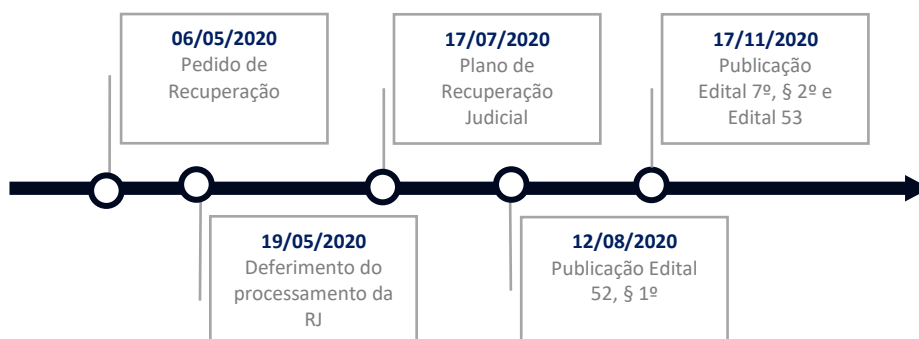 06/05/2020
Pedido de
Recuperação
17/07/2020
Plano de
Recuperação
Judicial
17/11/2020
Publicação
Edital 7º, § 2º e
Edital 53
19/05/2020
Deferimento do
processamento da
RJ
12/08/2020
Publicação Edital
52, § 1º